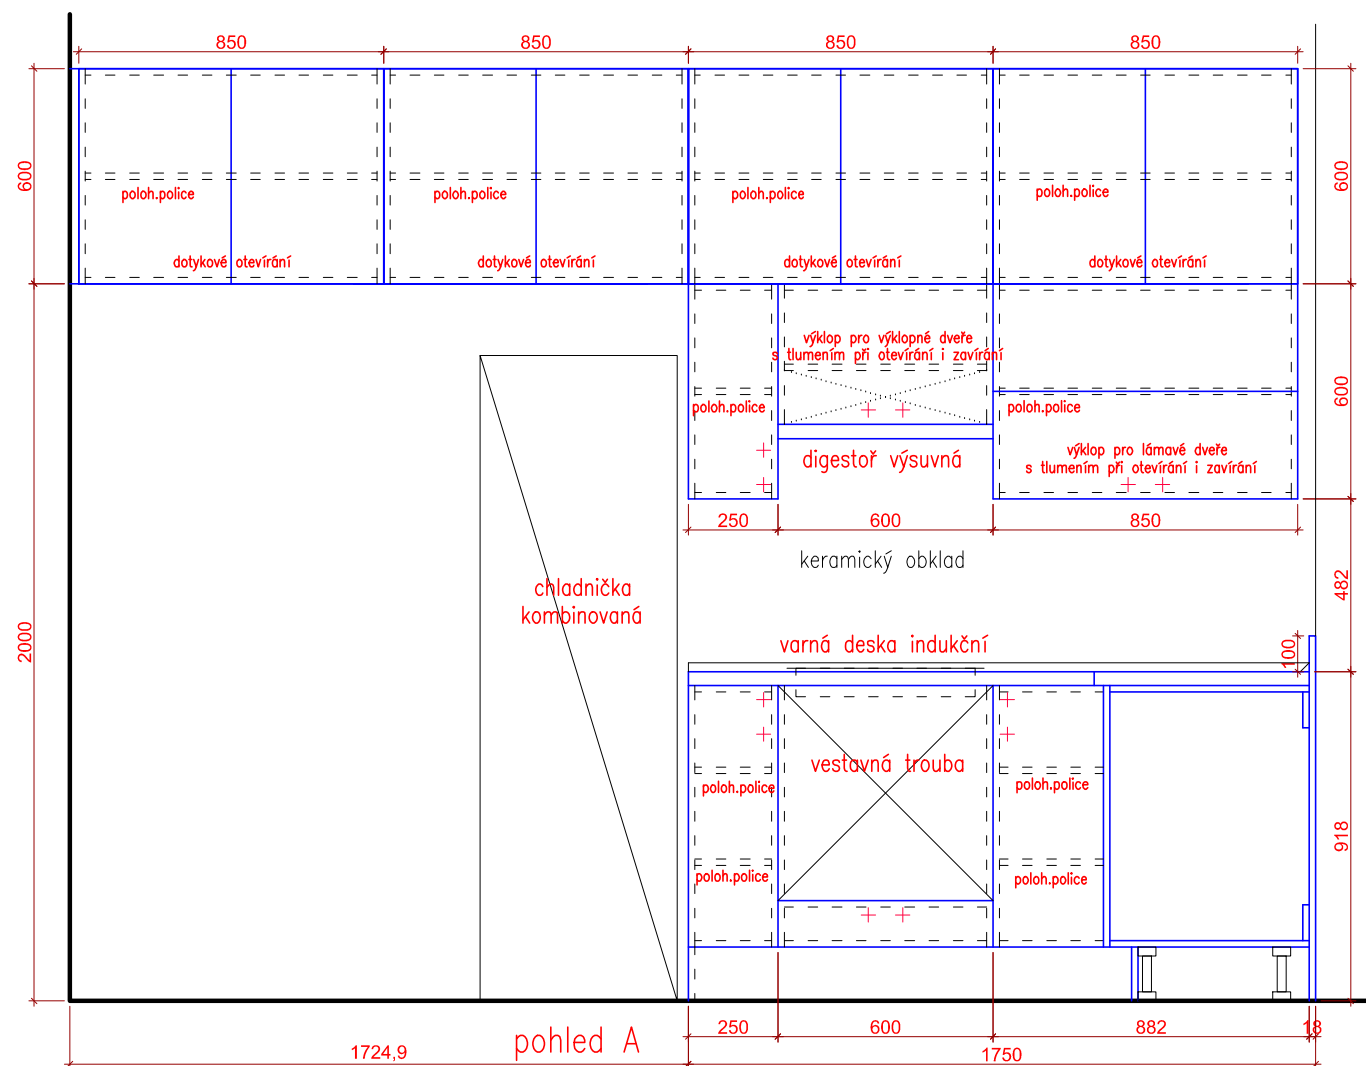 850
850
850
850
600
600
poloh.police
poloh.police
poloh.police
poloh.police
dotykové otevírání
dotykové otevírání
dotykové otevírání
dotykové otevírání
výklop pro výklopné dveře
s tlumením při otevírání i zavírání
poloh.police
poloh.police
600
výklop pro lámavé dveře
s tlumením při otevírání i zavírání
digestoř výsuvná
250
600
850
keramický obklad
482
chladnička
kombinovaná
2000
varná deska indukční
100
vestavná trouba
poloh.police
poloh.police
918
poloh.police
poloh.police
250
600
882
18
pohled A
1724,9
1750